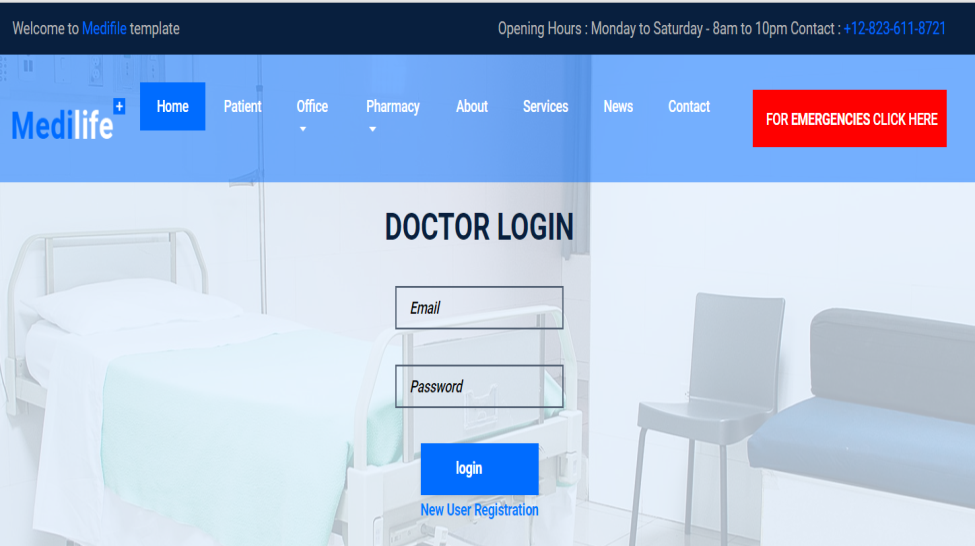 Welcome to Medifile template
Opening Hours : Monday to Saturday - 8am to 10pm Contact : +12-823-611-8721
Medilife+
Home Patient Office Pharmacy About Services News Contact
FOR EMERGENCIES CLICK HERE
DOCTOR LOGIN
Email
Password
login
New User Registration